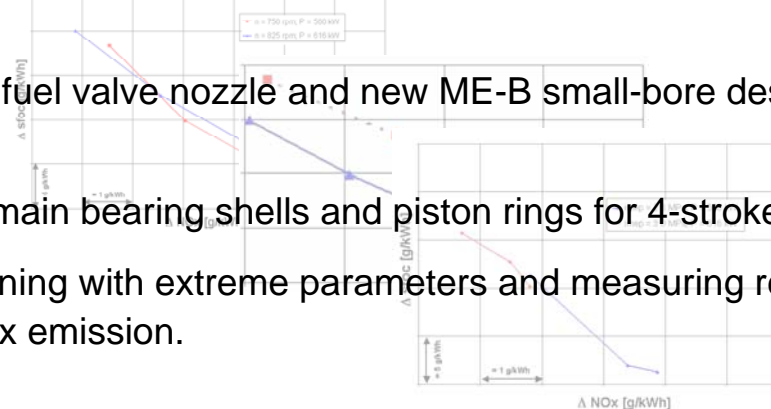 n = 750 rpm; P = 500 kW
n = 825 rpm; P = 616 kW
fuel valve nozzle and new ME-B small-bore des
Δ sfoc [g/kWh]
= 1 g/kWh
main bearing shells and piston rings for 4-stroke
ning with extreme parameters and measuring re
x emission.
= 5 g/kWh
= 1 g/kWh
Δ NOx [g/kWh]